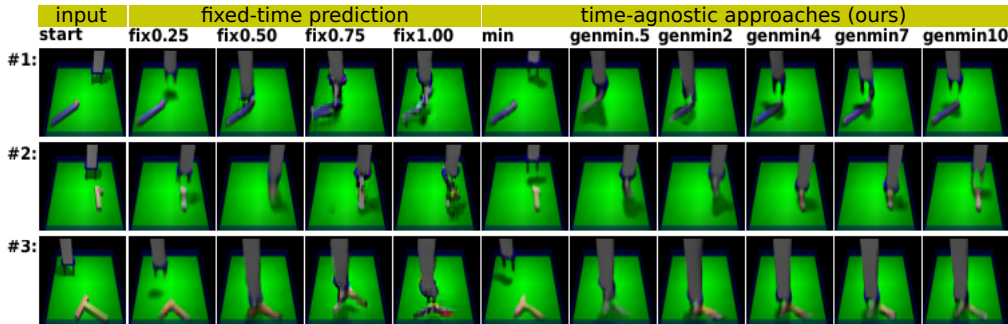 input fixed-time prediction time-agnostic approaches (ours)
start fix0.25 fix0.50 fix0.75 fix1.00 min genmin.5 genmin2 genmin4 genmin7 genmin10
#1:
#2:
#3: